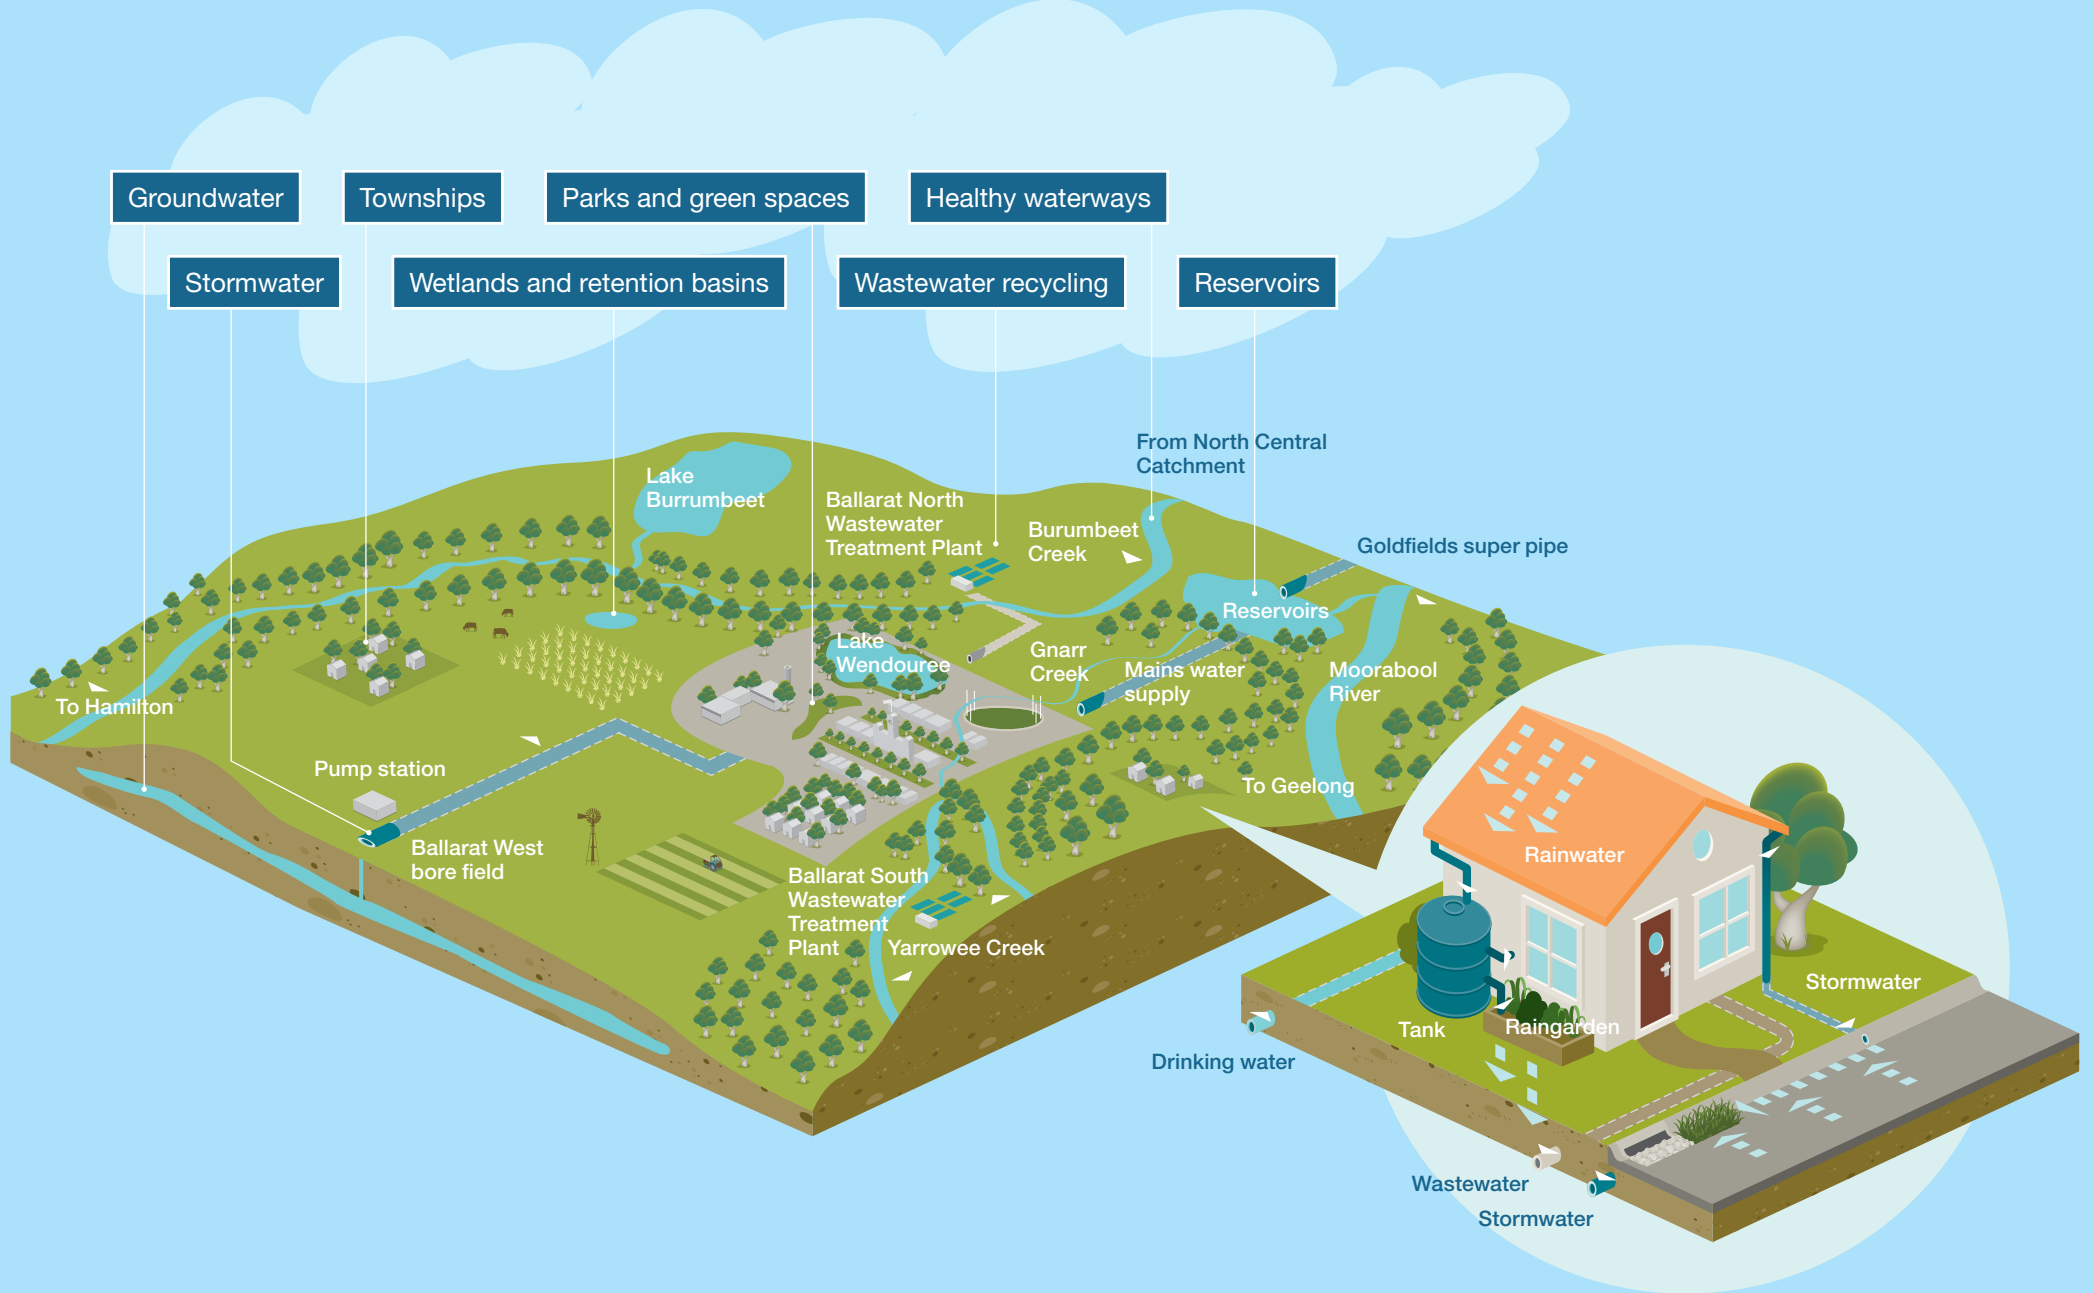 Groundwater
Townships
Parks and green spaces
Healthy waterways
Stormwater
Wetlands and retention basins
Wastewater recycling
Reservoirs
From North Central
Catchment
Lake
Burrumbeet
Ballarat North
Wastewater
Treatment Plant
Burumbeet
Creek
Goldfields super pipe
Reservoirs
Lake
Wendouree
Gnarr
Creek
Mains water
supply
Moorabool
River
To Hamilton
Pump station
To Geelong
Ballarat West
bore field
Ballarat South
Wastewater
Treatment
Plant
Yarrowee Creek
Rainwater
Stormwater
Tank
Raingarden
Drinking water
Wastewater
Stormwater